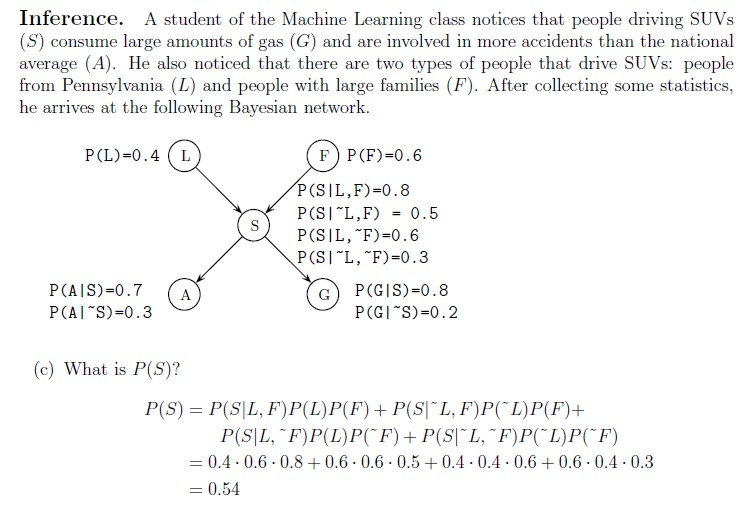 Inference. A student of the Machine Learning class notices that people driving SUVs
(S) consume large amounts of gas (G) and are involved in more accidents than the national
average (A). He also noticed that there are two types of people that drive SUVs: people
from Pennsylvania (L) and people with large families (F). After collecting some statistics,
he arrives at the following Bayesian network.
P(L)=0.4 L F P(F)=0.6
P(S|L,F)=0.8
P(S|~L,F) = 0.5
S
P(S|L,~F)=0.6
P(S|~L,~F)=0.3
P(A|S)=0.7 A G P(G|S)=0.8
P(A|~S)=0.3 P(G|~S)=0.2
(c) What is P(S)?
P(S) = P(S|L, F)P(L)P(F) + P(S|~L, F)P(~L)P(F)+
P(S|L, ~F)P(L)P(~F) + P(S|~L, ~F)P(~L)P(~F)
= 0.4 · 0.6 · 0.8 + 0.6 · 0.6 · 0.5 + 0.4 · 0.4 · 0.6 + 0.6 · 0.4 · 0.3
= 0.54